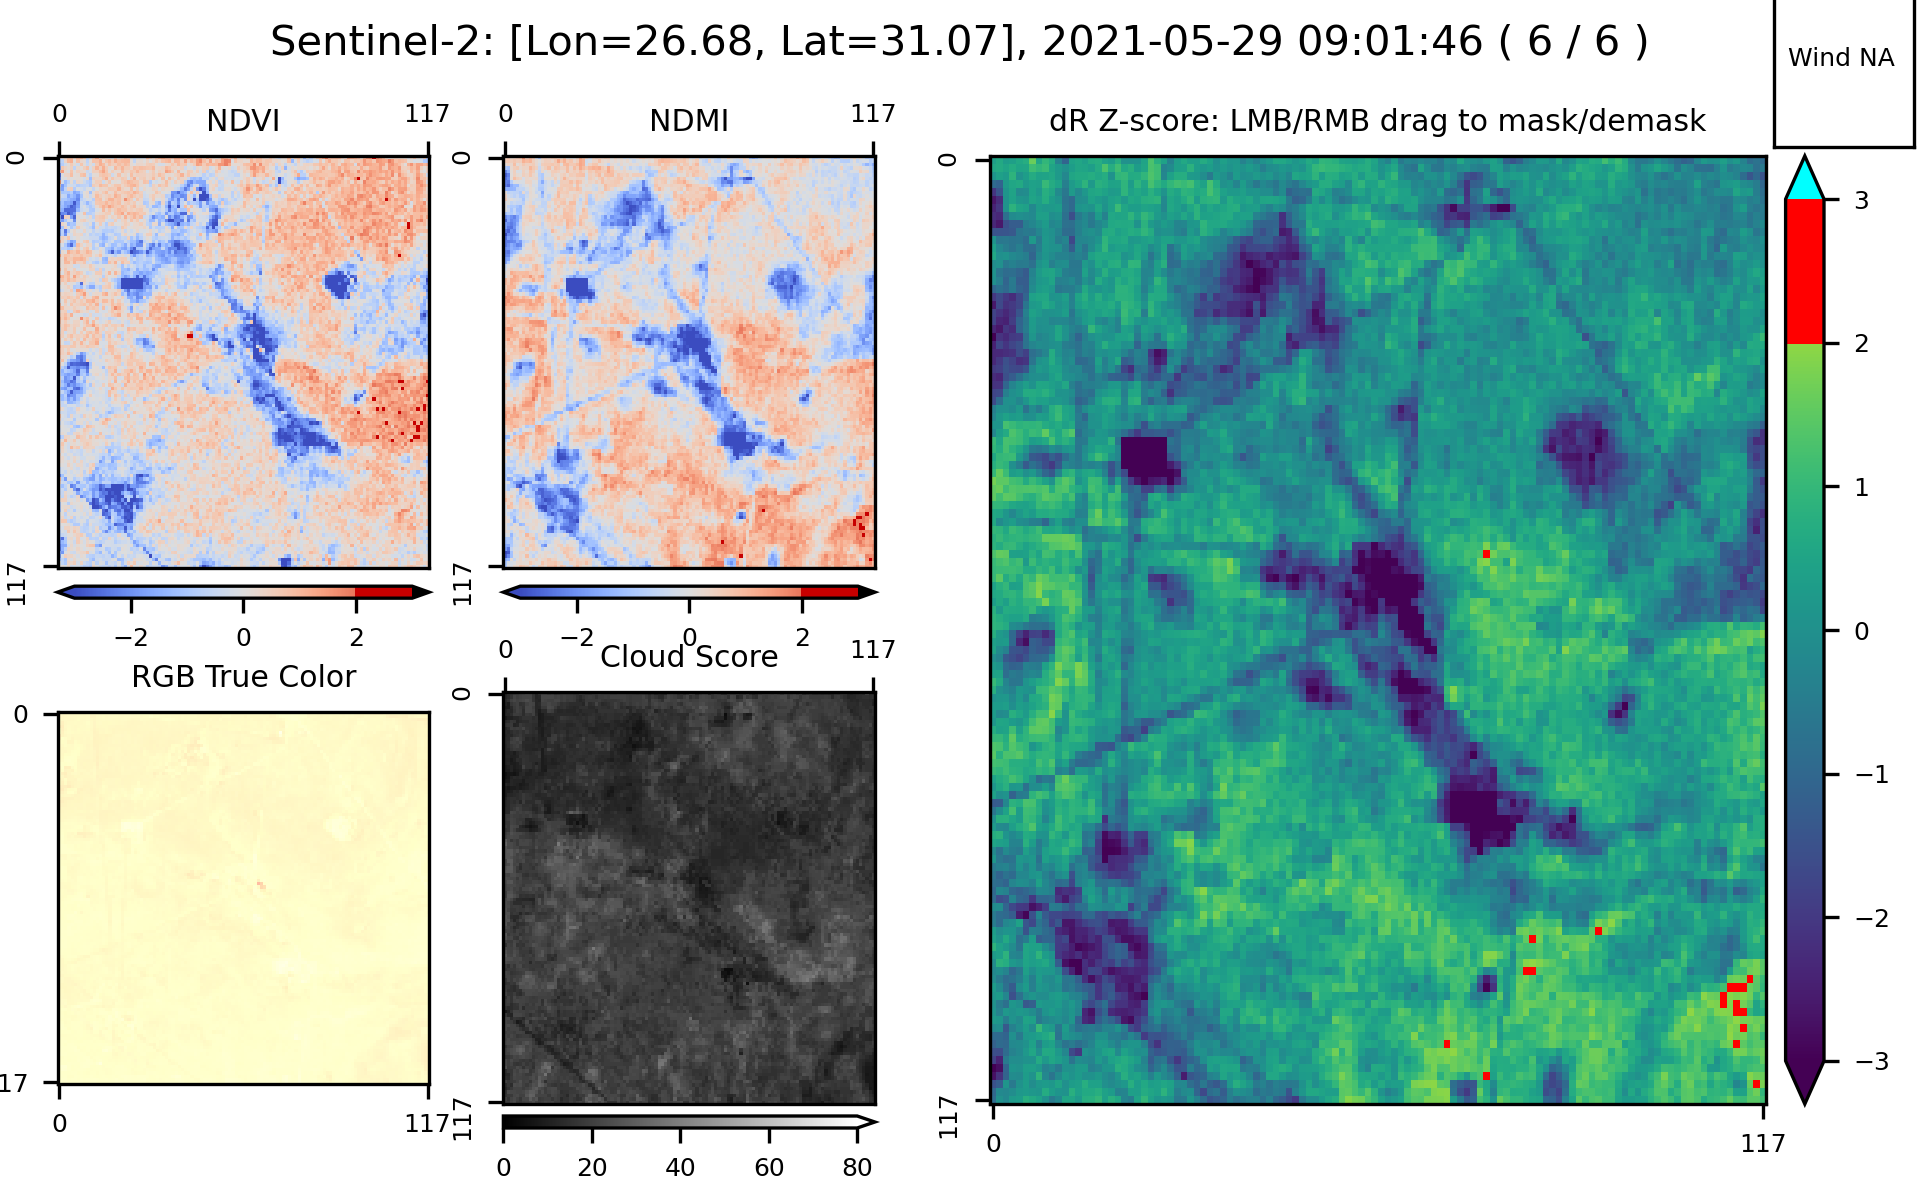 Sentinel-2: [Lon=26.68, Lat=31.07], 2021-05-29 09:01:46 ( 6 / 6 )
Wind NA
0 NDVI 117
0 NDMI 117
dR Z-score: LMB/RMB drag to mask/demask
0
0
0
3
2
1
0
−1
−2
−3
117
117
−2 0 2
−2 0 2
0 Cloud Score 117
RGB True Color
0
0
17
117
117
0 117
0 20 40 60 80
0 117